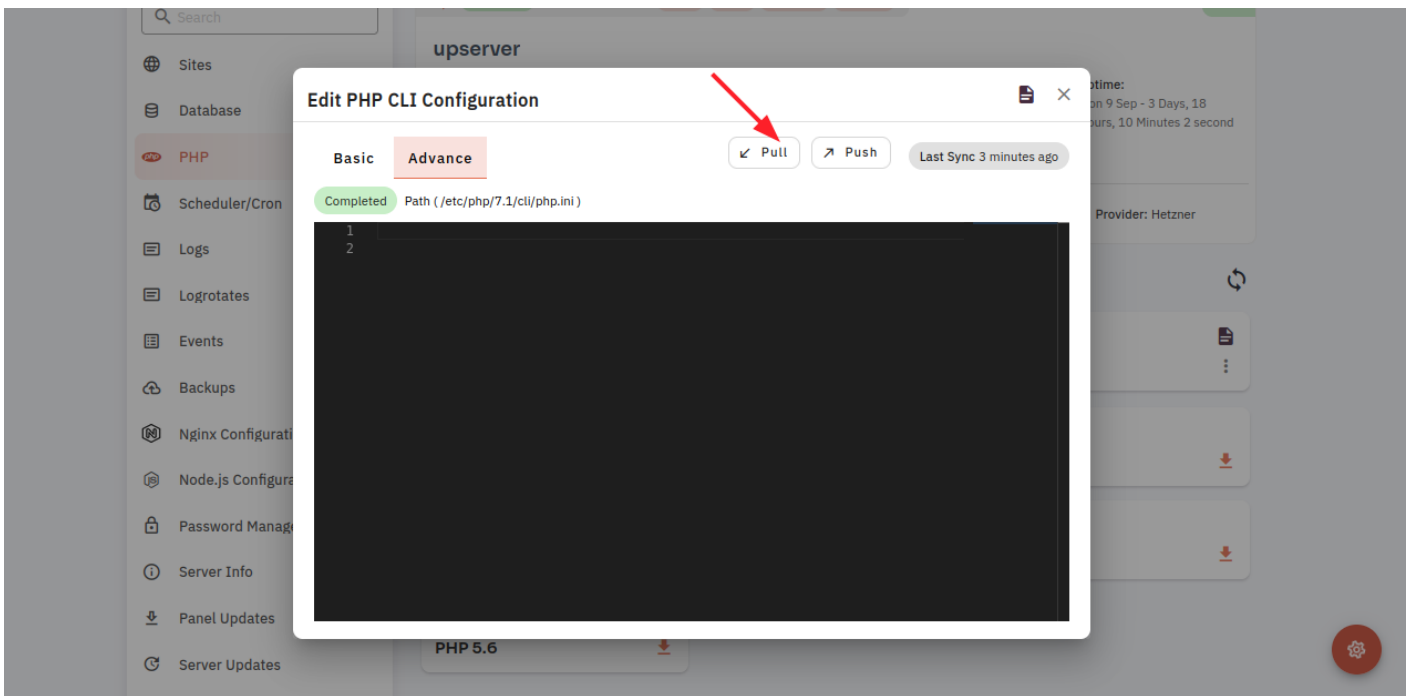 Search
Sites
Database
PHP
Scheduler/Cron
Logs
Logrotates
Events
Backups
Nginx Configurati
Node.js Configura
Password Manage
Server Info
Panel Updates
Server Updates
upserver
ptime:
on 9 Sep - 3 Days, 18
ours, 10 Minutes 2 second
Provider: Hetzner
Edit PHP CLI Configuration
Basic
Advance
Pull
Push
Last Sync 3 minutes ago
Completed
Path ( /etc/php/7.1/cli/php.ini )
1
2
PHP 5.6